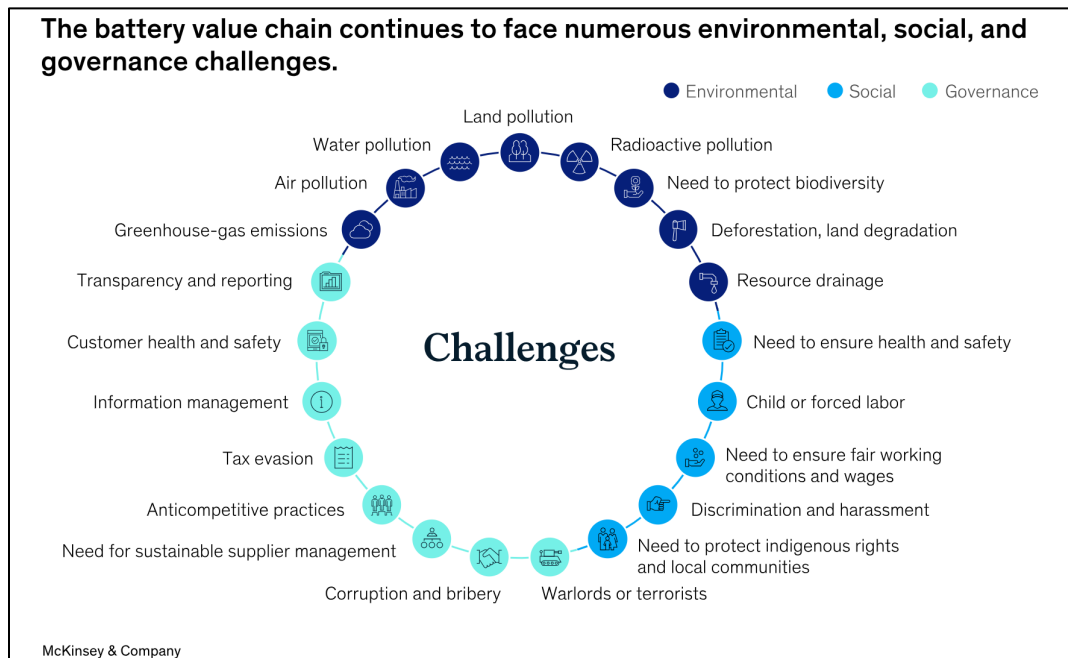 The battery value chain continues to face numerous environmental, social, and
governance challenges.
Environmental
Social
Governance
Land pollution
Water pollution
Radioactive pollution
Air pollution
Need to protect biodiversity
Greenhouse-gas emissions
Deforestation, land degradation
Transparency and reporting
Resource drainage
Customer health and safety
Challenges
Need to ensure health and safety
Information management
Child or forced labor
Tax evasion
Need to ensure fair working
conditions and wages
Anticompetitive practices
Discrimination and harassment
Need for sustainable supplier management
Need to protect indigenous rights
and local communities
Corruption and bribery
Warlords or terrorists
McKinsey & Company